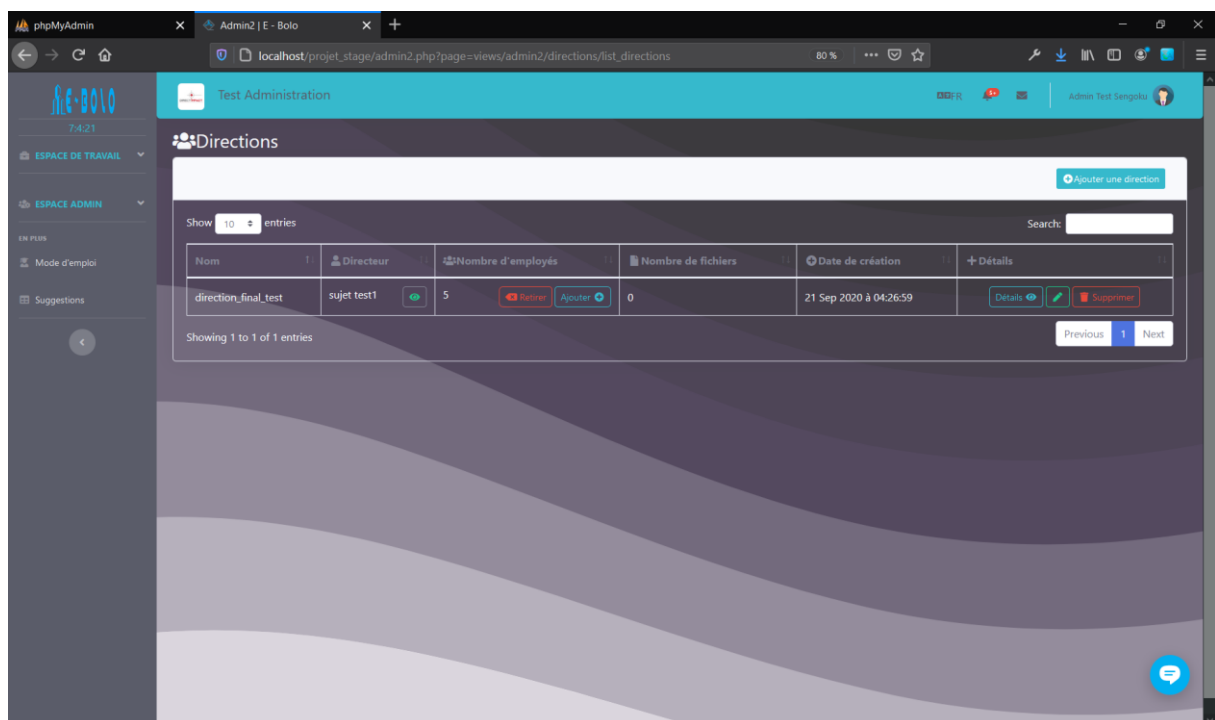 phpMyAdmin
Admin2 | E - Bolo
localhost/projet_stage/admin2.php?page=views/admin2/directions/list_directions
80 %
E-BOLO
7:4:21
ESPACE DE TRAVAIL
ESPACE ADMIN
EN PLUS
Mode d'emploi
Suggestions
Test Administration
FR
Admin Test Sengoku
Directions
Ajouter une direction
Show 10 entries
Search:
Nom Directeur Nombre d'employés Nombre de fichiers Date de création Détails
direction_final_test sujet test1 5 Retirer Ajouter 0 21 Sep 2020 à 04:26:59 Détails Supprimer
Showing 1 to 1 of 1 entries
Previous 1 Next